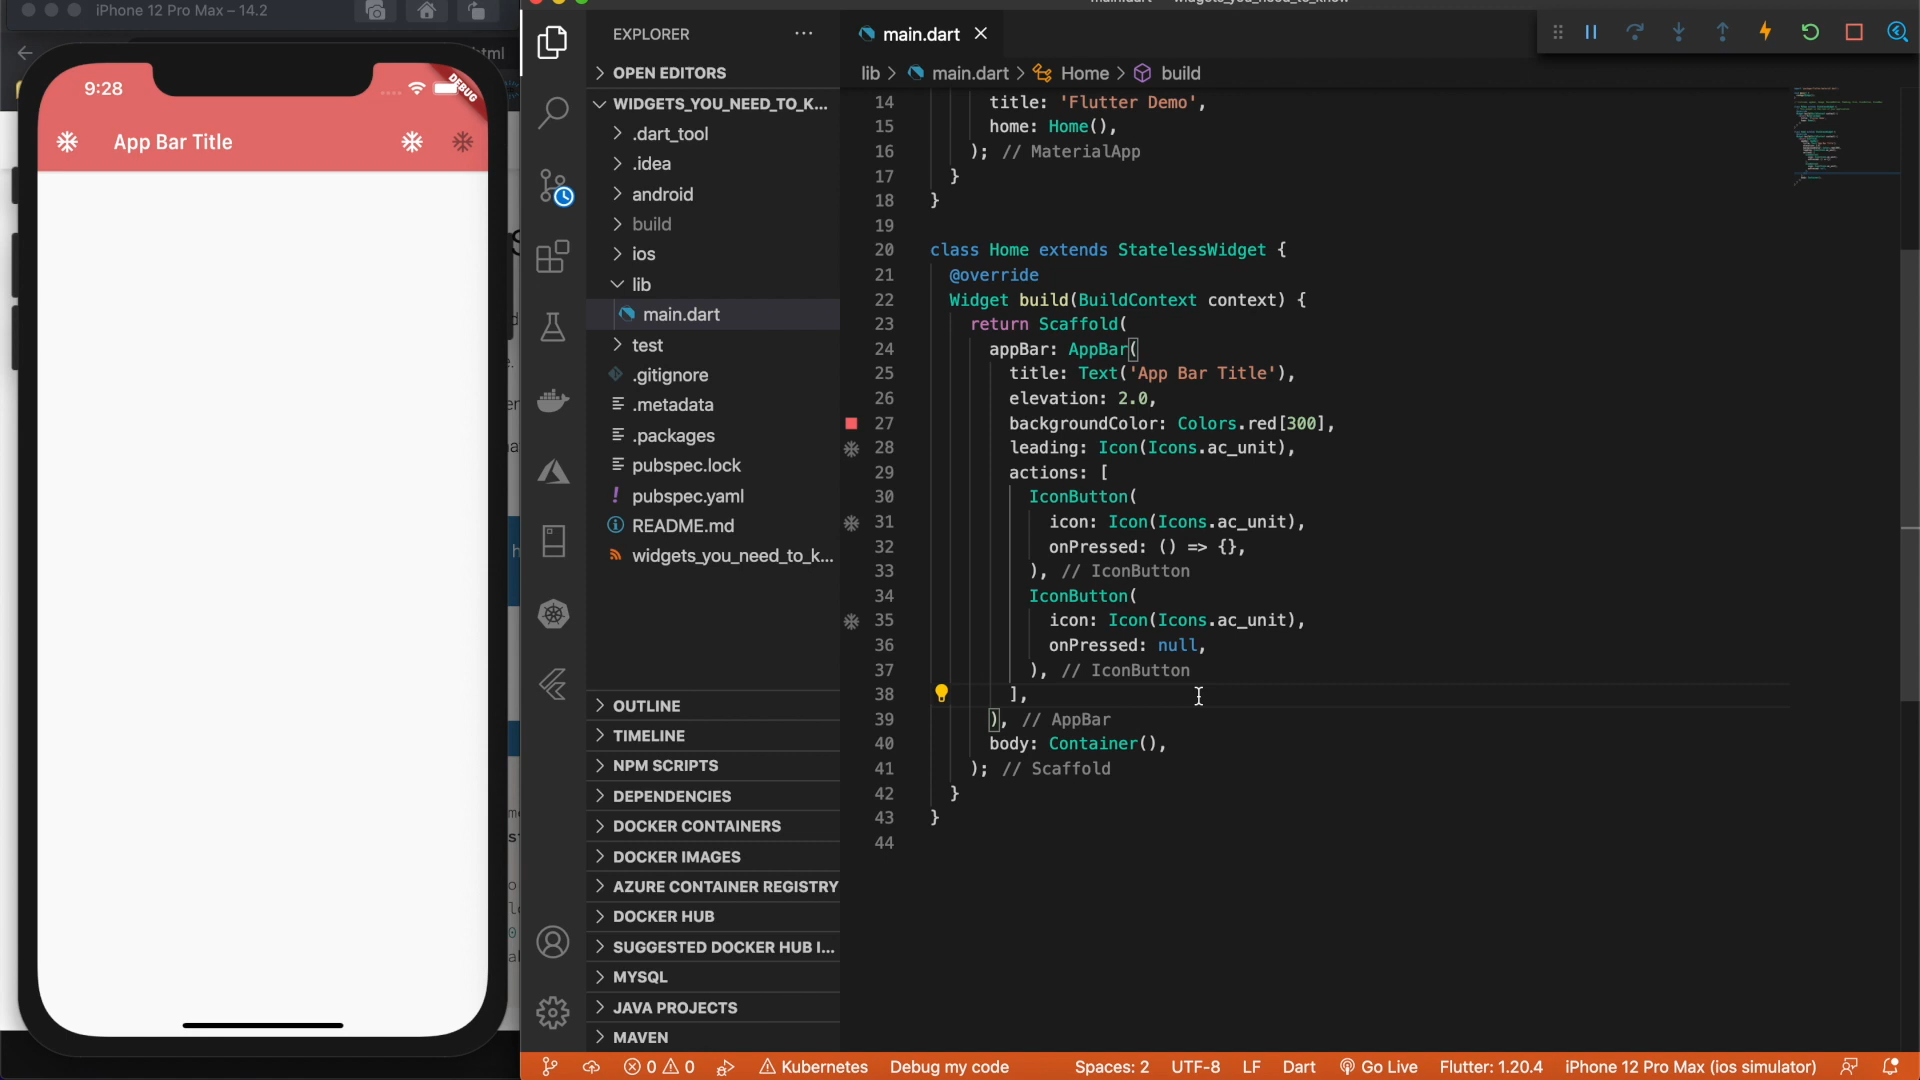 iPhone 12 Pro Max – 14.2
9:28
DEBUG
App Bar Title
EXPLORER
OPEN EDITORS
WIDGETS_YOU_NEED_TO_K...
.dart_tool
.idea
android
build
ios
lib
main.dart
test
.gitignore
.metadata
.packages
pubspec.lock
pubspec.yaml
README.md
widgets_you_need_to_k...
OUTLINE
TIMELINE
NPM SCRIPTS
DEPENDENCIES
DOCKER CONTAINERS
DOCKER IMAGES
AZURE CONTAINER REGISTRY
DOCKER HUB
SUGGESTED DOCKER HUB I...
MYSQL
JAVA PROJECTS
MAVEN
main.dart
lib > main.dart > Home > build
14 title: 'Flutter Demo',
15 home: Home(),
16 ); // MaterialApp
17 }
18 }
19
20 class Home extends StatelessWidget {
21 @override
22 Widget build(BuildContext context) {
23 return Scaffold(
24 appBar: AppBar(
25 title: Text('App Bar Title'),
26 elevation: 2.0,
27 backgroundColor: Colors.red[300],
28 leading: Icon(Icons.ac_unit),
29 actions: [
30 IconButton(
31 icon: Icon(Icons.ac_unit),
32 onPressed: () => {},
33 ), // IconButton
34 IconButton(
35 icon: Icon(Icons.ac_unit),
36 onPressed: null,
37 ), // IconButton
38 ],
39 ), // AppBar
40 body: Container(),
41 ); // Scaffold
42 }
43 }
44
0 0 Kubernetes Debug my code Spaces: 2 UTF-8 LF Dart Go Live Flutter: 1.20.4 iPhone 12 Pro Max (ios simulator)